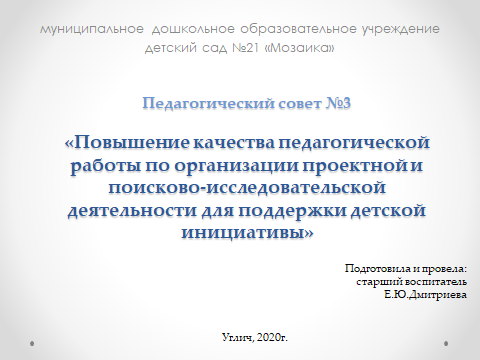 муниципальное дошкольное образовательное учреждение
детский сад №21 «Мозаика»
Педагогический совет №3
«Повышение качества педагогической
работы по организации проектной и
поисково-исследовательской
деятельности для поддержки детской
инициативы»
Подготовила и провела:
старший воспитатель
Е.Ю.Дмитриева
Углич, 2020г.